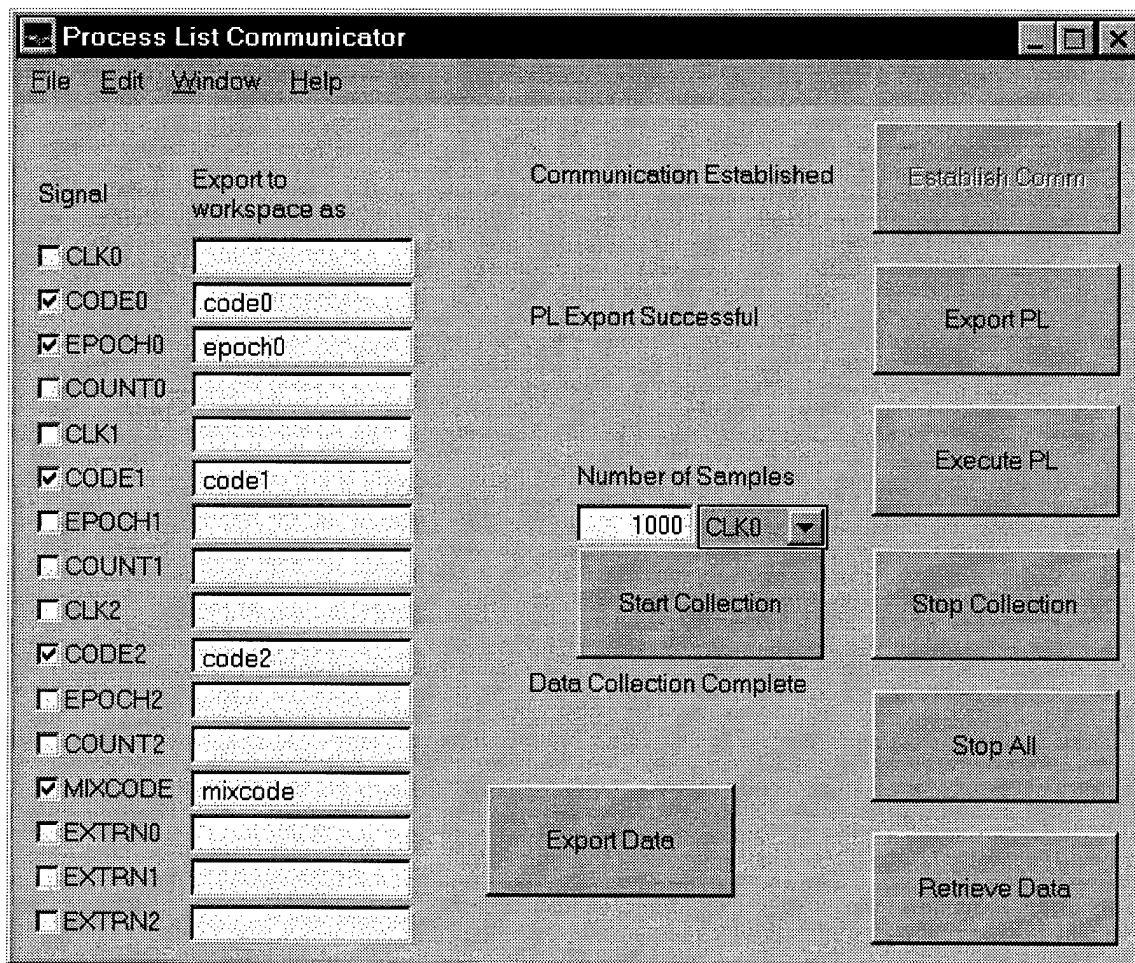 Process List Communicator
File Edit Window Help
Signal
Export to
workspace as
CLK0
CODE0 code0
EPOCH0 epoch0
COUNT0
CLK1
CODE1 code1
EPOCH1
COUNT1
CLK2
CODE2 code2
EPOCH2
COUNT2
MIXCODE mixcode
EXTRN0
EXTRN1
EXTRN2
Communication Established
PL Export Successful
Number of Samples
1000 CLK0
Start Collection
Data Collection Complete
Export Data
Establish Comm
Export PL
Execute PL
Stop Collection
Stop All
Retrieve Data